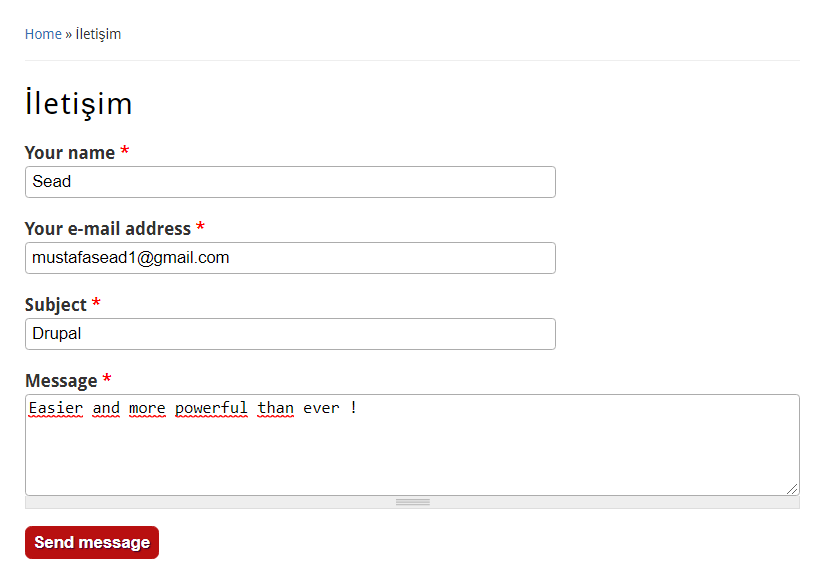 Home » İletişim
İletişim
Your name *
Sead
Your e-mail address *
mustafasead1@gmail.com
Subject *
Drupal
Message *
Easier and more powerful than ever !
Send message